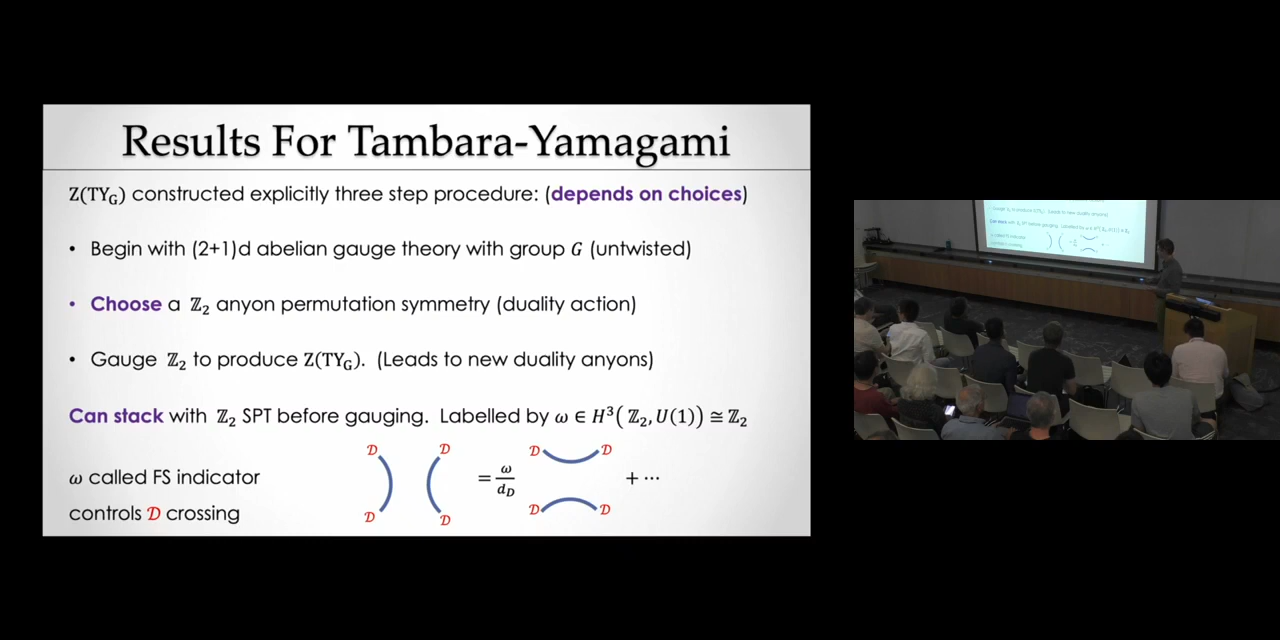 Results For Tambara-Yamagami
Z(TY_G) constructed explicitly three step procedure: (depends on choices)
• Begin with (2+1)d abelian gauge theory with group G (untwisted)
• Choose a ℤ₂ anyon permutation symmetry (duality action)
• Gauge ℤ₂ to produce Z(TY_G). (Leads to new duality anyons)
Can stack with ℤ₂ SPT before gauging. Labelled by ω ∈ H³(ℤ₂, U(1)) ≅ ℤ₂
ω called FS indicator
controls 𝒟 crossing
𝒟 𝒟 𝒟 𝒟
= ω/d_D + ⋯
𝒟 𝒟 𝒟 𝒟